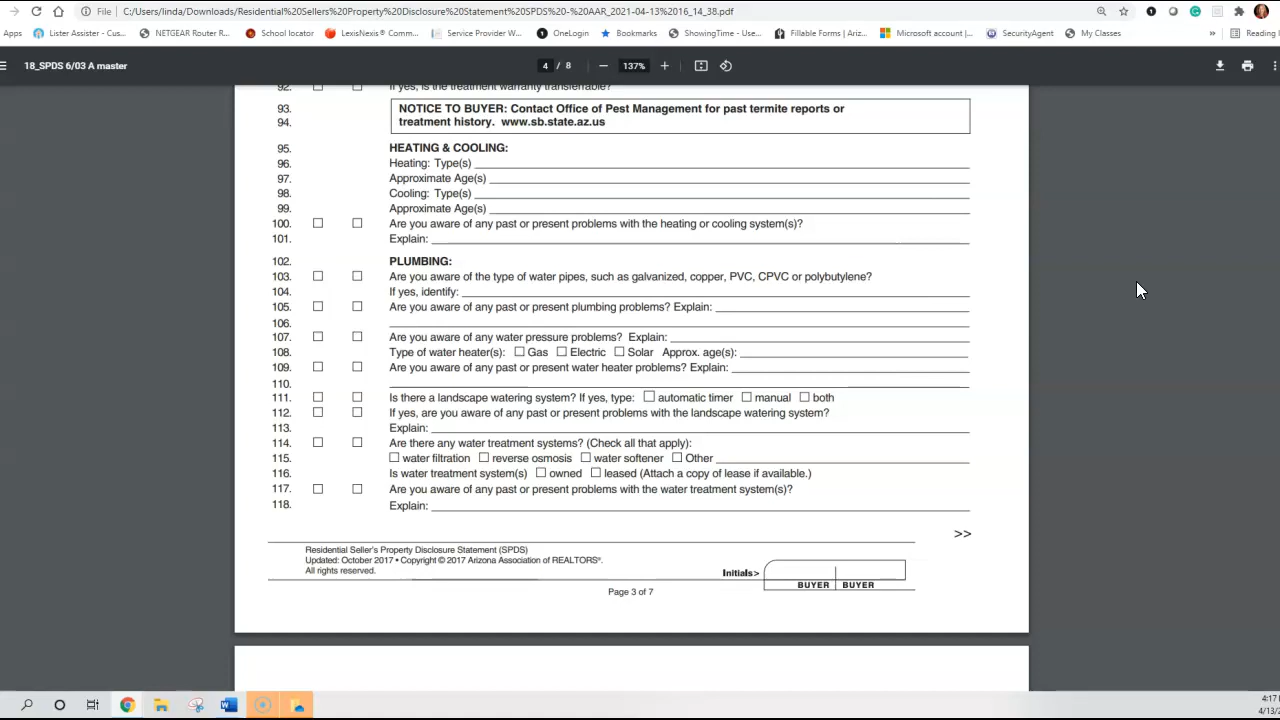 File | C:/Users/linda/Downloads/Residential%20Sellers%20Property%20Disclosure%20Statement%20SPDS%20-%20AAR_2021-04-13%2016_14_38.pdf
Apps Lister Assister - Cus... NETGEAR Router R... School locator LexisNexis® Comm... Service Provider W... OneLogin Bookmarks ShowingTime - Use... Fillable Forms | Ariz... Microsoft account |... SecurityAgent My Classes » Reading
18_SPDS 6/03 A master 4 / 8 − 137% +
92. If yes, is the treatment warranty transferrable?
93. NOTICE TO BUYER: Contact Office of Pest Management for past termite reports or
94. treatment history. www.sb.state.az.us
95. HEATING & COOLING:
96. Heating: Type(s)
97. Approximate Age(s)
98. Cooling: Type(s)
99. Approximate Age(s)
100. Are you aware of any past or present problems with the heating or cooling system(s)?
101. Explain:
102. PLUMBING:
103. Are you aware of the type of water pipes, such as galvanized, copper, PVC, CPVC or polybutylene?
104. If yes, identify:
105. Are you aware of any past or present plumbing problems? Explain:
106.
107. Are you aware of any water pressure problems? Explain:
108. Type of water heater(s): Gas Electric Solar Approx. age(s):
109. Are you aware of any past or present water heater problems? Explain:
110.
111. Is there a landscape watering system? If yes, type: automatic timer manual both
112. If yes, are you aware of any past or present problems with the landscape watering system?
113. Explain:
114. Are there any water treatment systems? (Check all that apply):
115. water filtration reverse osmosis water softener Other
116. Is water treatment system(s) owned leased (Attach a copy of lease if available.)
117. Are you aware of any past or present problems with the water treatment system(s)?
118. Explain:
>>
Residential Seller's Property Disclosure Statement (SPDS)
Updated: October 2017 • Copyright © 2017 Arizona Association of REALTORS®.
All rights reserved.
Initials>
BUYER BUYER
Page 3 of 7
4:17
4/13/2